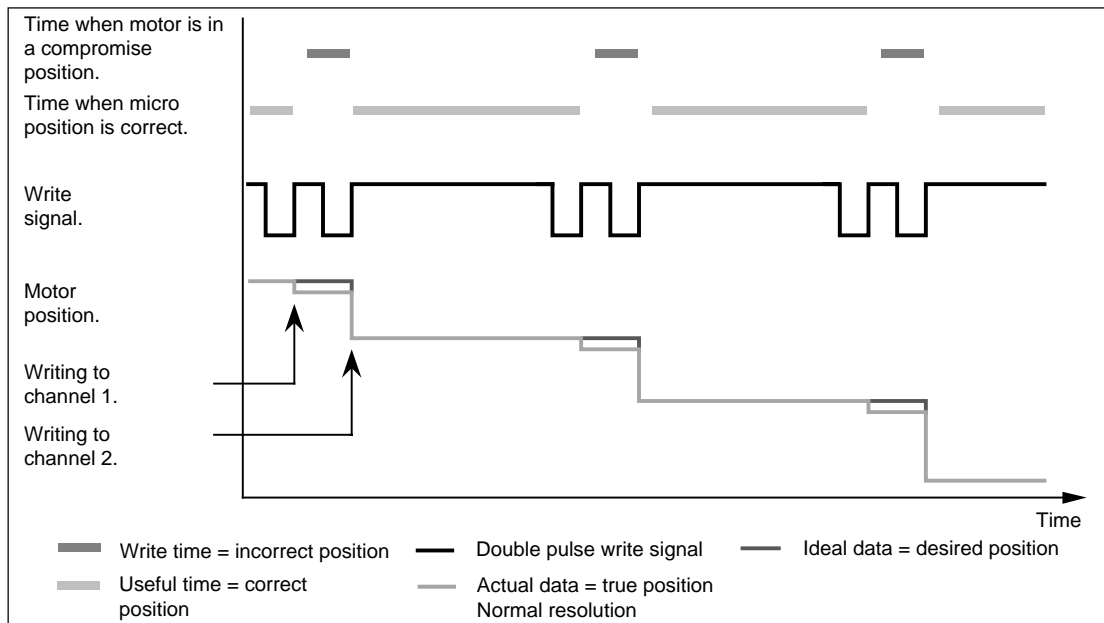 Time when motor is in
a compromise
position.
Time when micro
position is correct.
Write
signal.
Motor
position.
Writing to
channel 1.
Writing to
channel 2.
Time
Write time = incorrect position
Double pulse write signal
Ideal data = desired position
Useful time = correct
position
Actual data = true position
Normal resolution